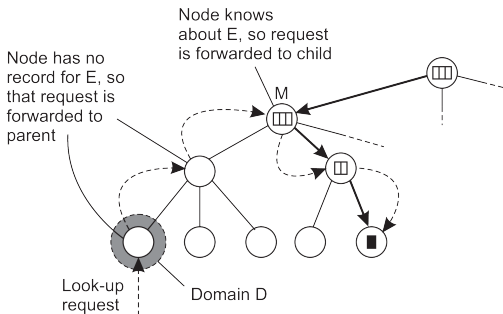 Node knows
about E, so request
is forwarded to child
Node has no
record for E, so
that request is
forwarded to
parent
M
Look-up
request
Domain D